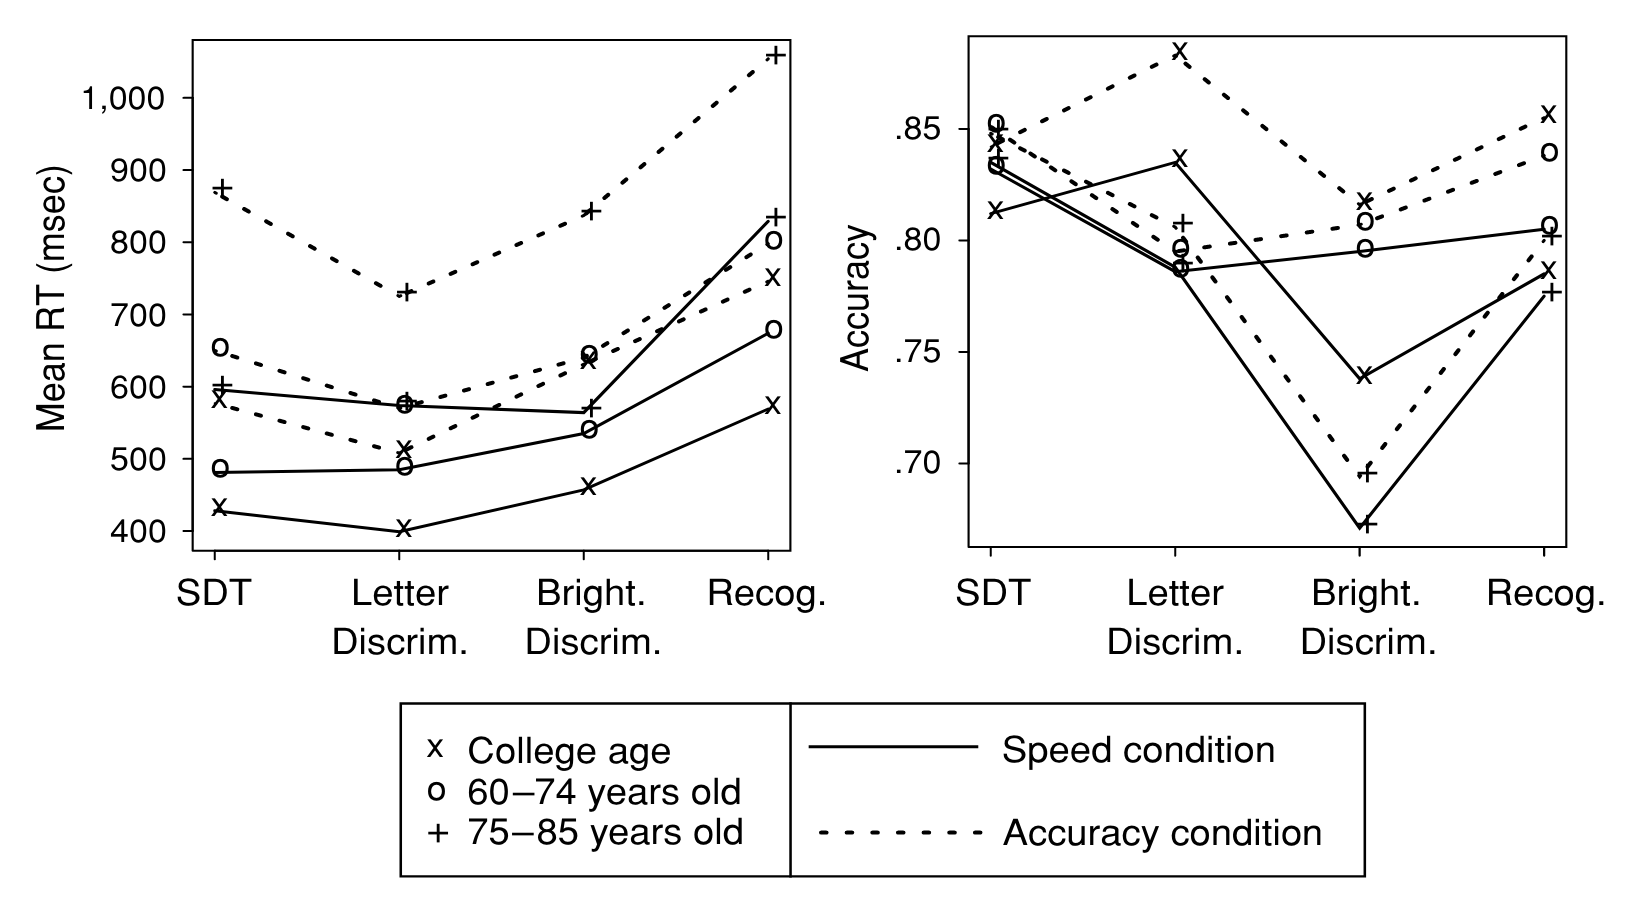 Mean RT (msec)
1,000
900
800
700
600
500
400
SDT Letter Bright. Recog.
Discrim. Discrim.
Accuracy
.85
.80
.75
.70
SDT Letter Bright. Recog.
Discrim. Discrim.
x College age
o 60–74 years old
+ 75–85 years old
Speed condition
Accuracy condition